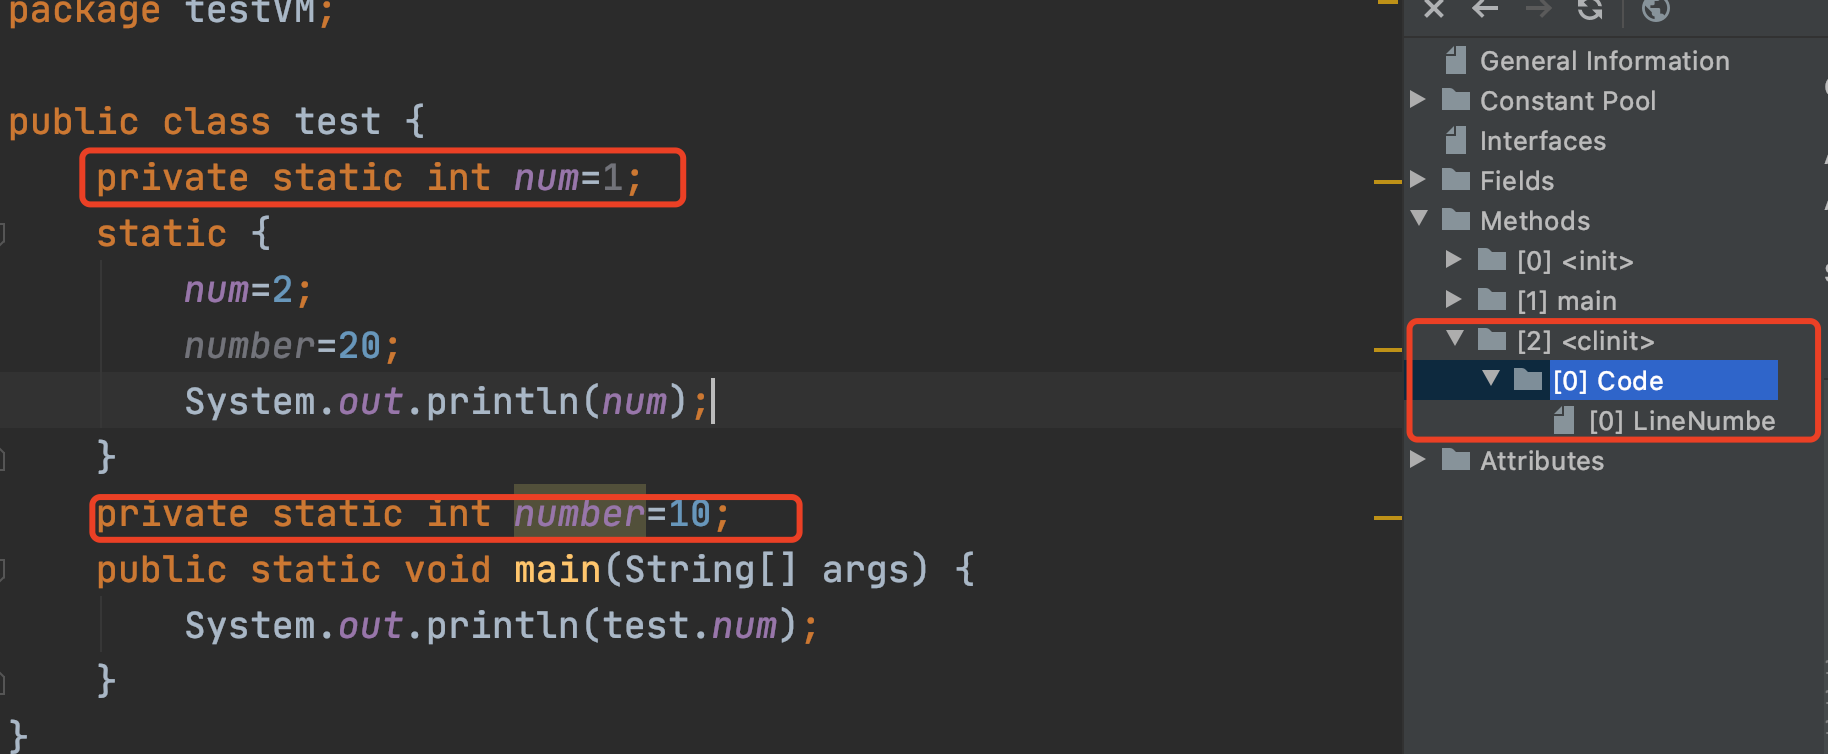 package testVM;
public class test {
private static int num=1;
static {
num=2;
number=20;
System.out.println(num);
}
private static int number=10;
public static void main(String[] args) {
System.out.println(test.num);
}
}
General Information
Constant Pool
Interfaces
Fields
Methods
[0] <init>
[1] main
[2] <clinit>
[0] Code
[0] LineNumbe
Attributes